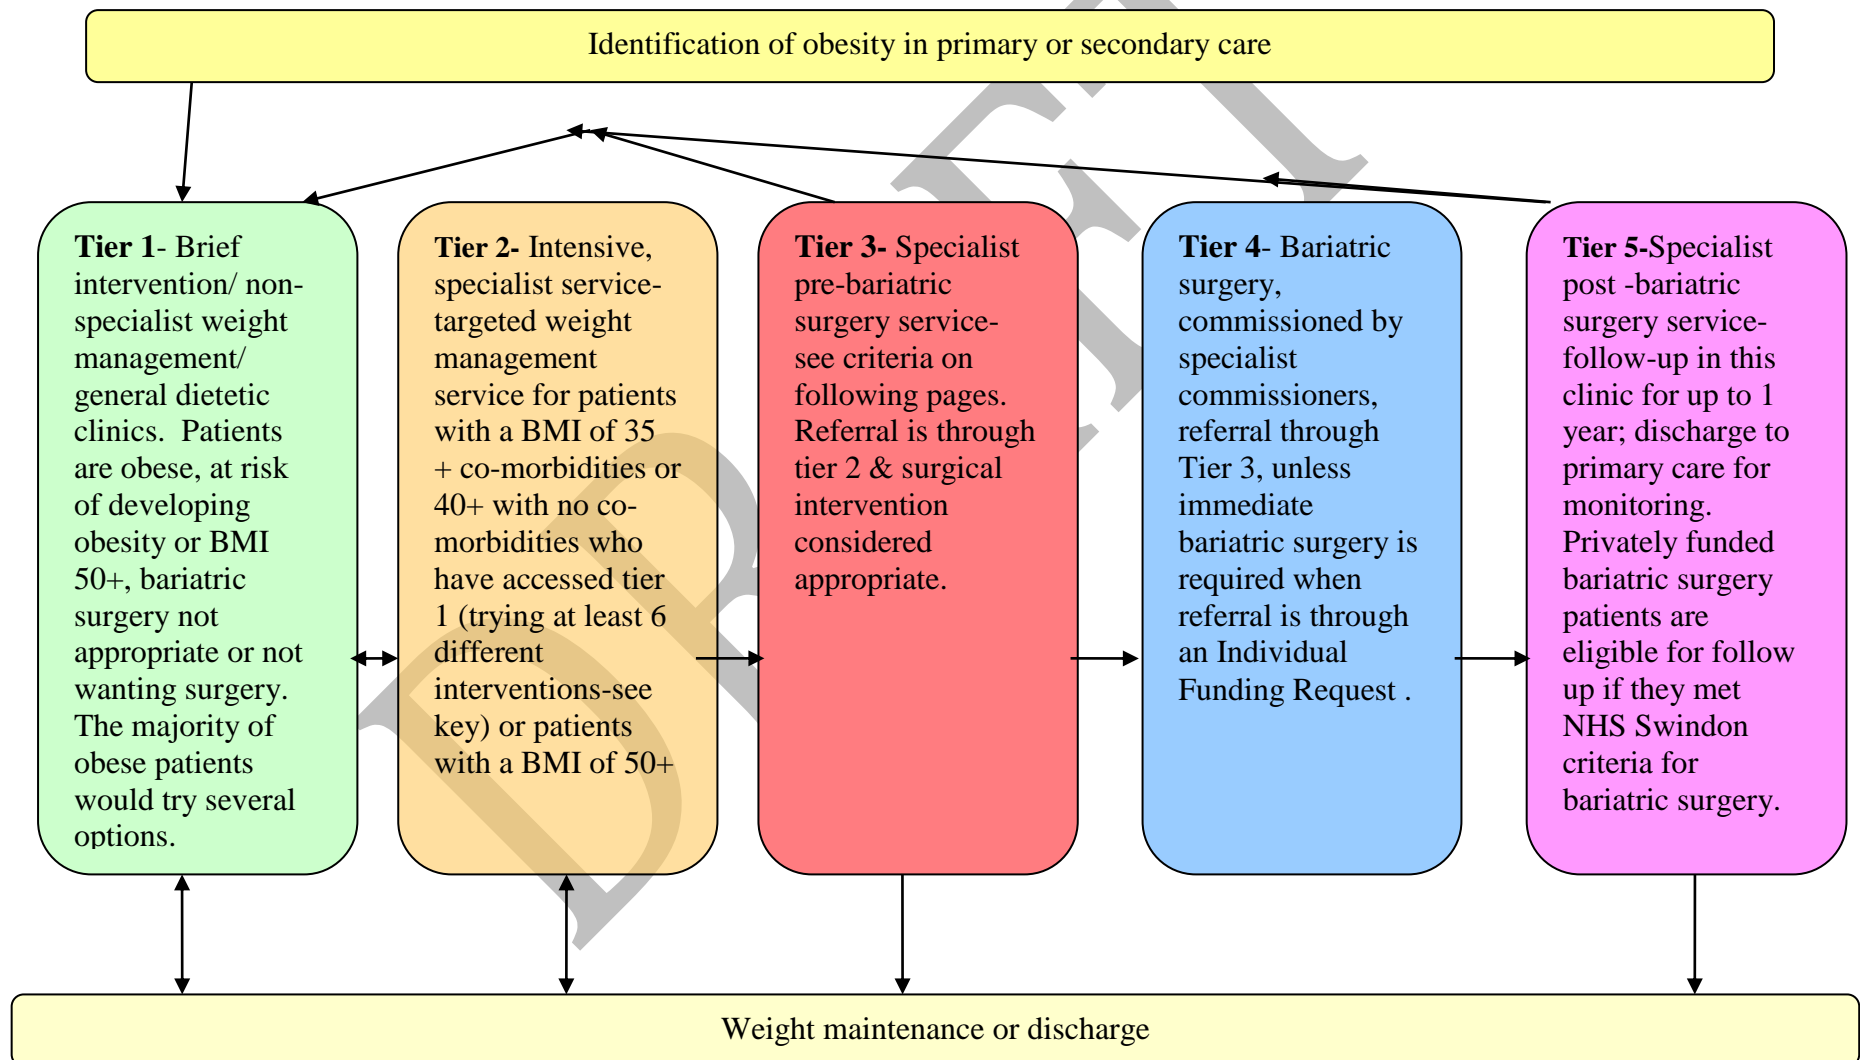 Identification of obesity in primary or secondary care
Tier 1- Brief
intervention/ non-
specialist weight
management/
general dietetic
clinics.  Patients
are obese, at risk
of developing
obesity or BMI
50+, bariatric
surgery not
appropriate or not
wanting surgery.
The majority of
obese patients
would try several
options.
Tier 2- Intensive,
specialist service-
targeted weight
management
service for patients
with a BMI of 35
+ co-morbidities or
40+ with no co-
morbidities who
have accessed tier
1 (trying at least 6
different
interventions-see
key) or patients
with a BMI of 50+
Tier 3- Specialist
pre-bariatric
surgery service-
see criteria on
following pages.
Referral is through
tier 2 & surgical
intervention
considered
appropriate.
Tier 4- Bariatric
surgery,
commissioned by
specialist
commissioners,
referral through
Tier 3, unless
immediate
bariatric surgery is
required when
referral is through
an Individual
Funding Request .
Tier 5-Specialist
post -bariatric
surgery service-
follow-up in this
clinic for up to 1
year; discharge to
primary care for
monitoring.
Privately funded
bariatric surgery
patients are
eligible for follow
up if they met
NHS Swindon
criteria for
bariatric surgery.
Weight maintenance or discharge
DRAFT